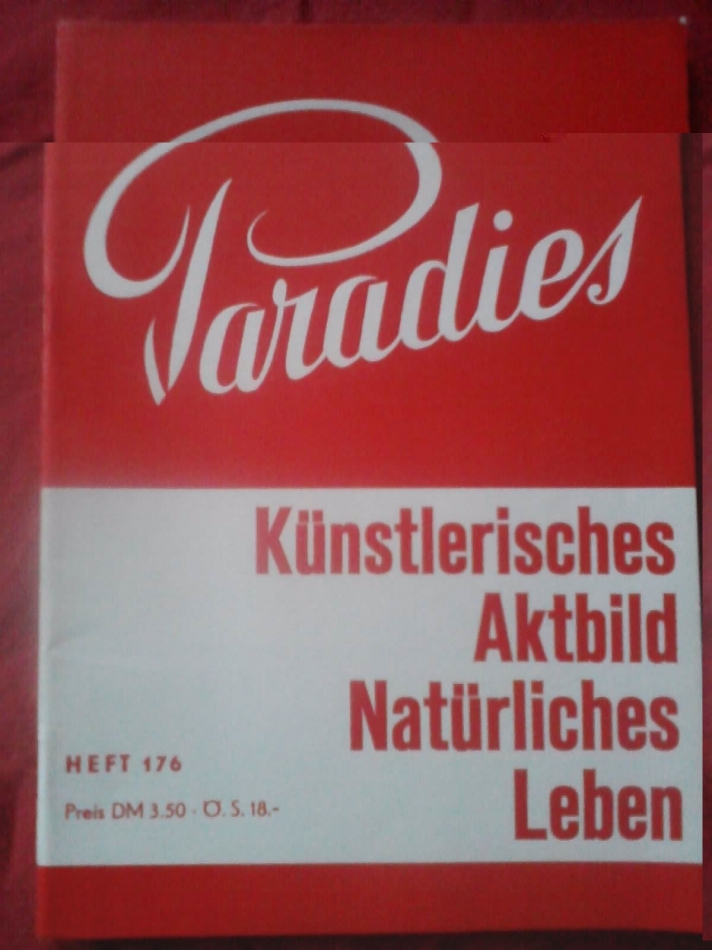 Paradies
Künstlerisches
Aktbild
Natürliches
Leben
HEFT 176
Preis DM 3.50 · Ö. S. 18.-